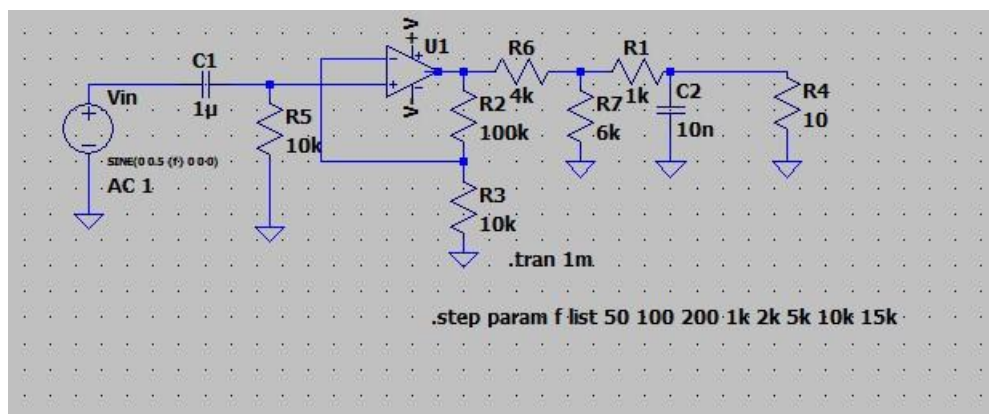 +V
U1
C1
R6
R1
Vin
1µ
R5
10k
SINE(0 0.5 {f} 0 0 0)
AC 1
V-
R2
100k
4k
R7
6k
1k
C2
10n
R4
10
R3
10k
.tran 1m
.step param f list 50 100 200 1k 2k 5k 10k 15k